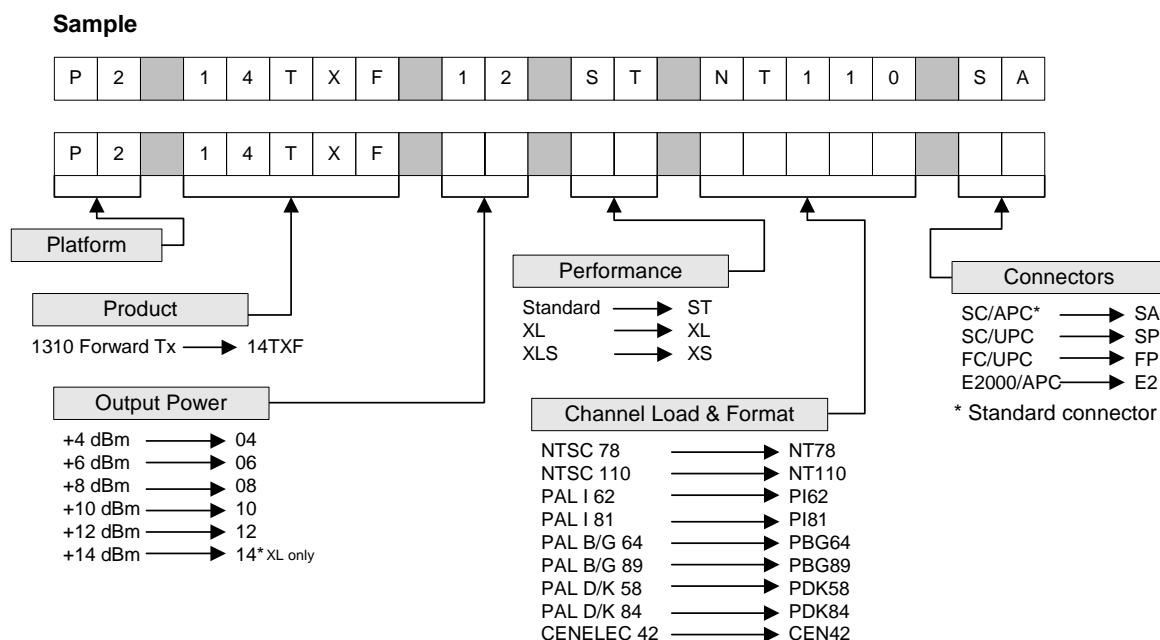 Sample
P 2 1 4 T X F 1 2 S T N T 1 1 0 S A
P 2 1 4 T X F
Platform
Product
1310 Forward Tx 14TXF
Output Power
+4 dBm 04
+6 dBm 06
+8 dBm 08
+10 dBm 10
+12 dBm 12
+14 dBm 14* XL only
Performance
Standard ST
XL XL
XLS XS
Channel Load & Format
NTSC 78 NT78
NTSC 110 NT110
PAL I 62 PI62
PAL I 81 PI81
PAL B/G 64 PBG64
PAL B/G 89 PBG89
PAL D/K 58 PDK58
PAL D/K 84 PDK84
CENELEC 42 CEN42
Connectors
SC/APC* SA
SC/UPC SP
FC/UPC FP
E2000/APC E2
* Standard connector